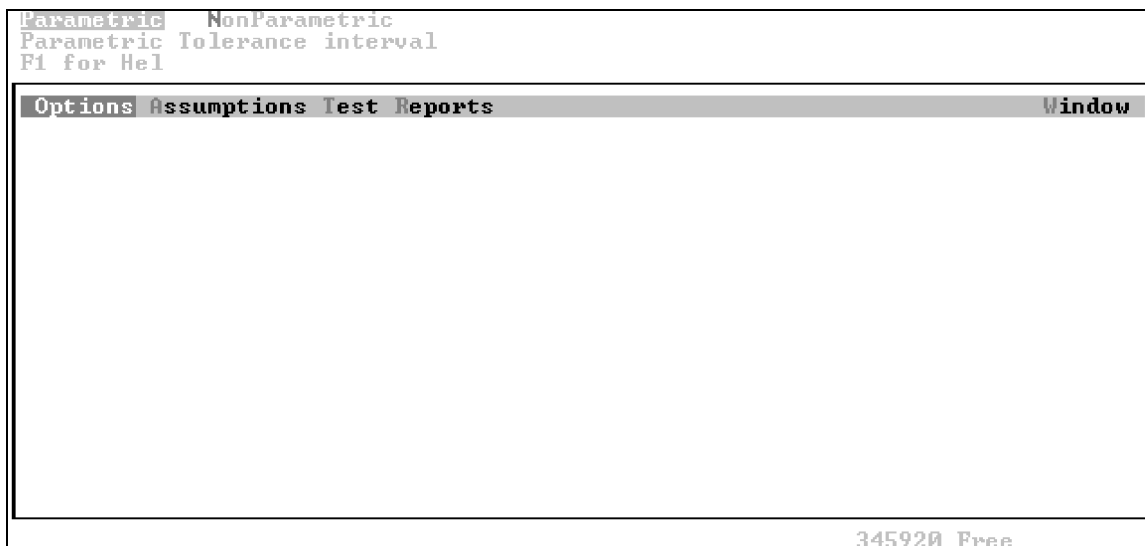 Parametric NonParametric
Parametric Tolerance interval
F1 for Hel
Options Assumptions Test Reports Window
345920 Free